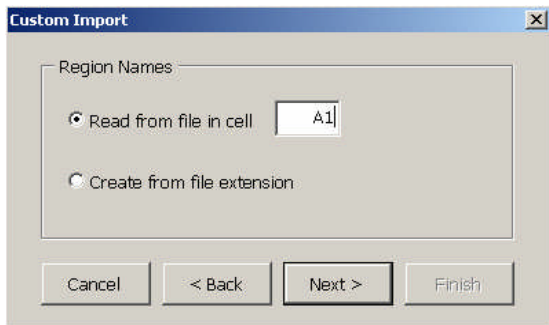 Custom Import
Region Names
Read from file in cell A1
Create from file extension
Cancel < Back Next > Finish